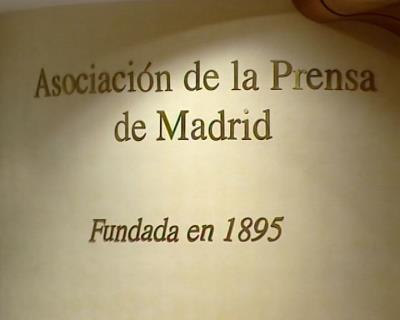 Asociación de la Prensa
de Madrid
Fundada en 1895